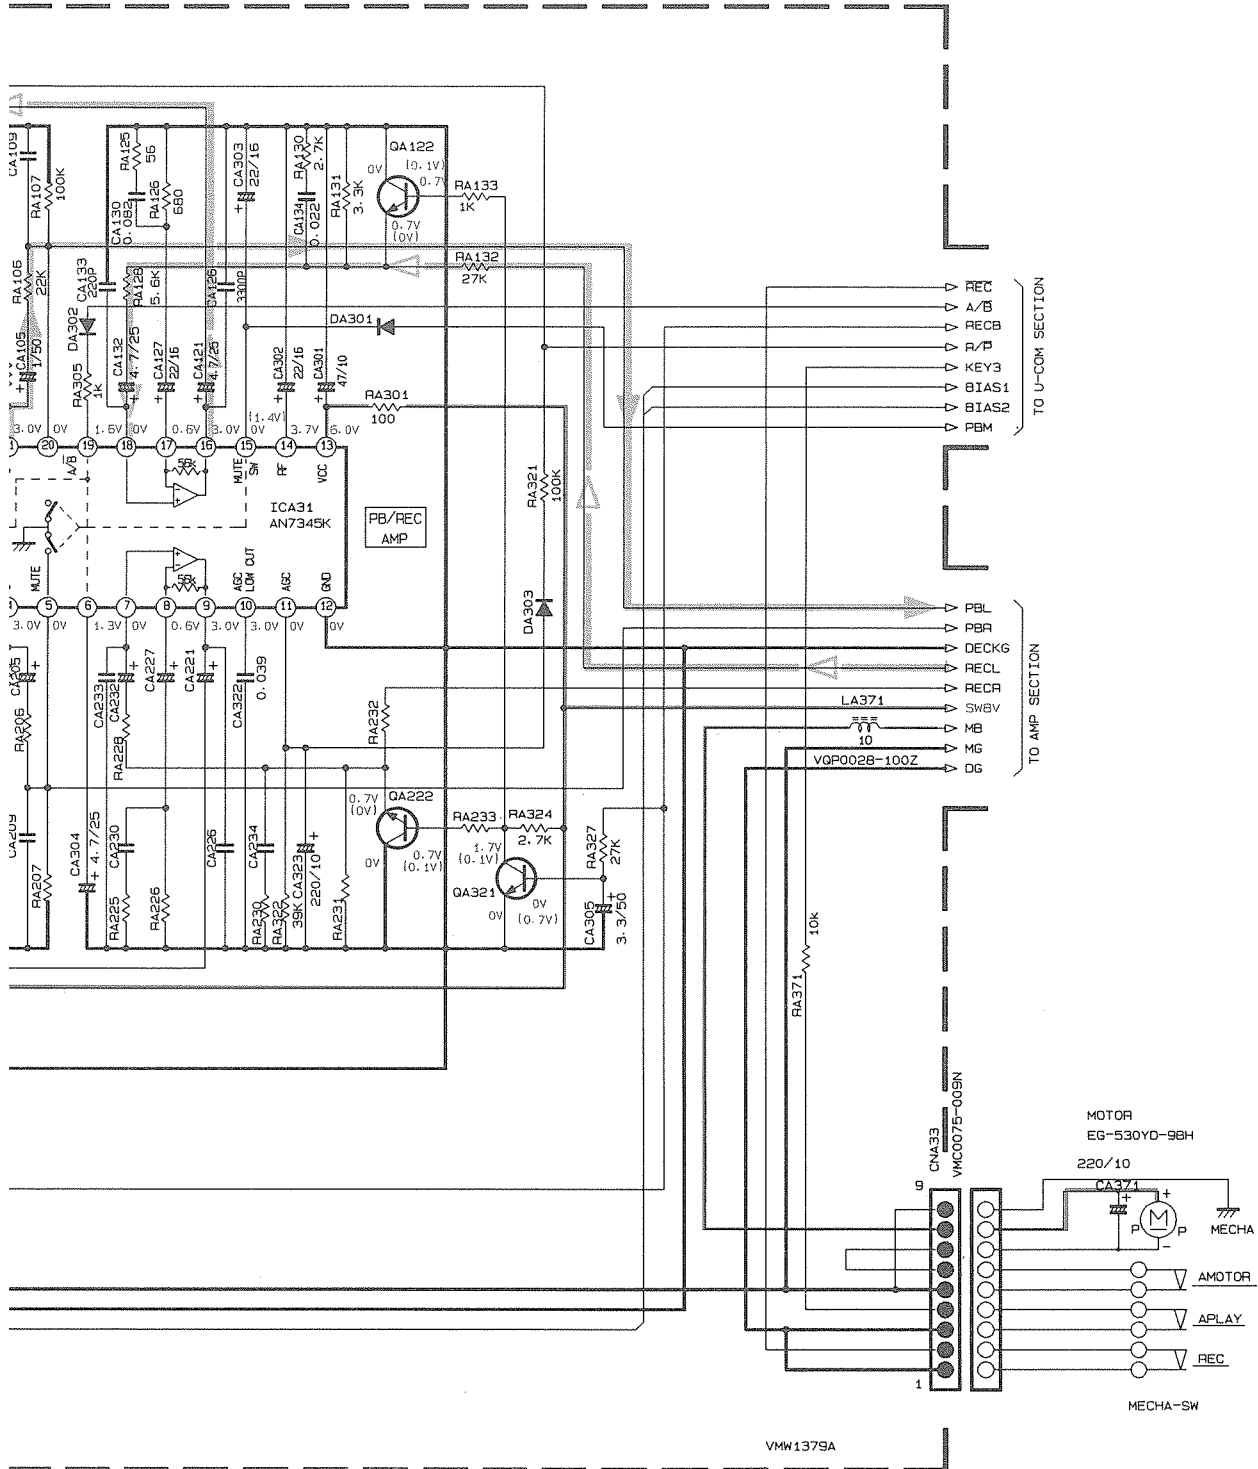 CA109
RA107
100K
RA125
56
RA126
680
CA130
0.082
CA303
22/16
RA130
2.7K
CA134
0.022
RA131
3.3K
QA122
0V
(0.1V)
0.7V
0.7V
(0V)
RA133
1K
RA132
27K
RA106
22K
CA105
1/50
CA133
220P
DA302
RA305
1k
RA128
5.6K
CA132
4.7/25
CA127
22/16
CA126
3300P
CA121
4.7/25
DA301
CA302
22/16
CA301
47/10
RA301
100
REC
A/B
RECB
R/P
KEY3
BIAS1
BIAS2
PBM
TO U-COM SECTION
3.0V
0V
1.6V
0V
0.6V
3.0V
0V
(1.4V)
3.7V
6.0V
20
19
18
17
16
15
14
13
A/B
MUTE
SW
RF
VCC
56k
ICA31
AN7345K
PB/REC
AMP
RA321
100K
DA303
MUTE
56k
AGC
LOW CUT
AGC
GND
5
6
7
8
9
10
11
12
3.0V
0V
1.3V
0V
0.6V
3.0V
3.0V
0V
0V
PBL
PBR
DECKG
RECL
RECR
SW8V
MB
MG
DG
TO AMP SECTION
LA371
10
VQP0028-100Z
CA205
RA206
CA233
CA232
RA228
CA227
CA221
CA322
0.039
RA232
CA209
RA207
CA304
4.7/25
CA230
RA225
RA226
CA226
CA234
RA230
RA322
39K
CA323
220/10
RA231
QA222
0.7V
(0V)
0V
0.7V
(0.1V)
RA233
RA324
2.7K
1.7V
(0.1V)
QA321
0V
0V
(0.7V)
RA327
27K
CA305
3.3/50
RA371
10k
CNA33
VMC0075-009N
9
1
MOTOR
EG-530YD-9BH
220/10
CA371
+
M
P
P
-
MECHA
AMOTOR
APLAY
REC
MECHA-SW
VMW1379A